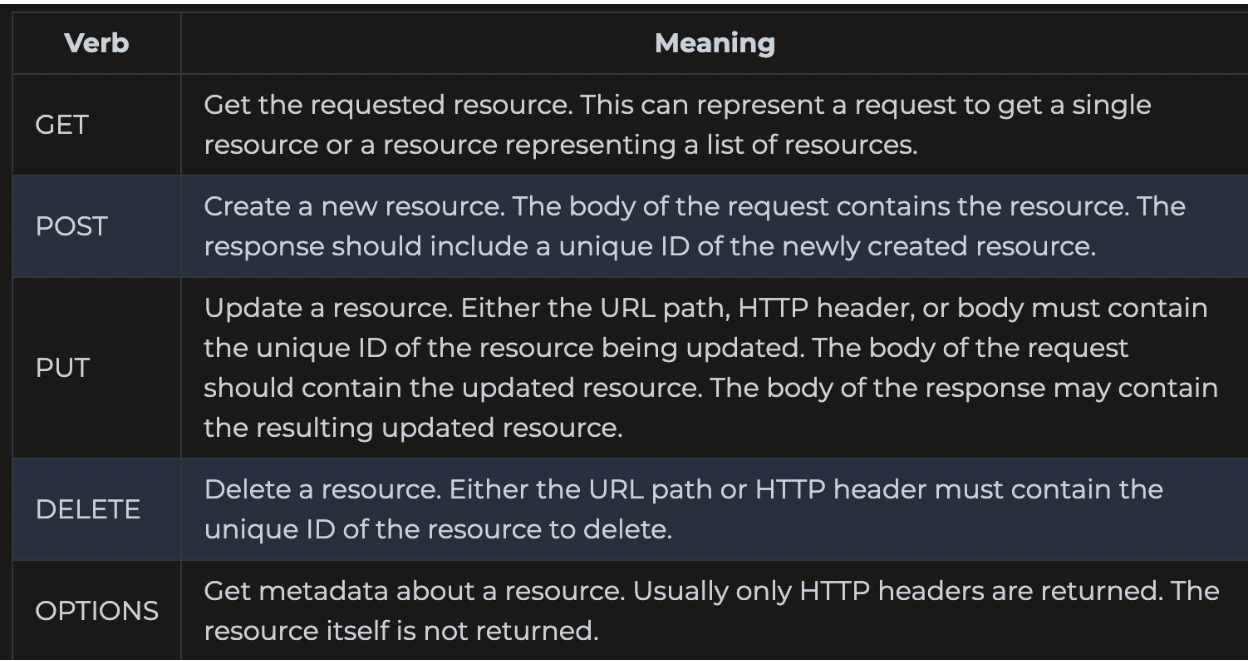 Verb
Meaning
GET
Get the requested resource. This can represent a request to get a single
resource or a resource representing a list of resources.
POST
Create a new resource. The body of the request contains the resource. The
response should include a unique ID of the newly created resource.
PUT
Update a resource. Either the URL path, HTTP header, or body must contain
the unique ID of the resource being updated. The body of the request
should contain the updated resource. The body of the response may contain
the resulting updated resource.
DELETE
Delete a resource. Either the URL path or HTTP header must contain the
unique ID of the resource to delete.
OPTIONS
Get metadata about a resource. Usually only HTTP headers are returned. The
resource itself is not returned.